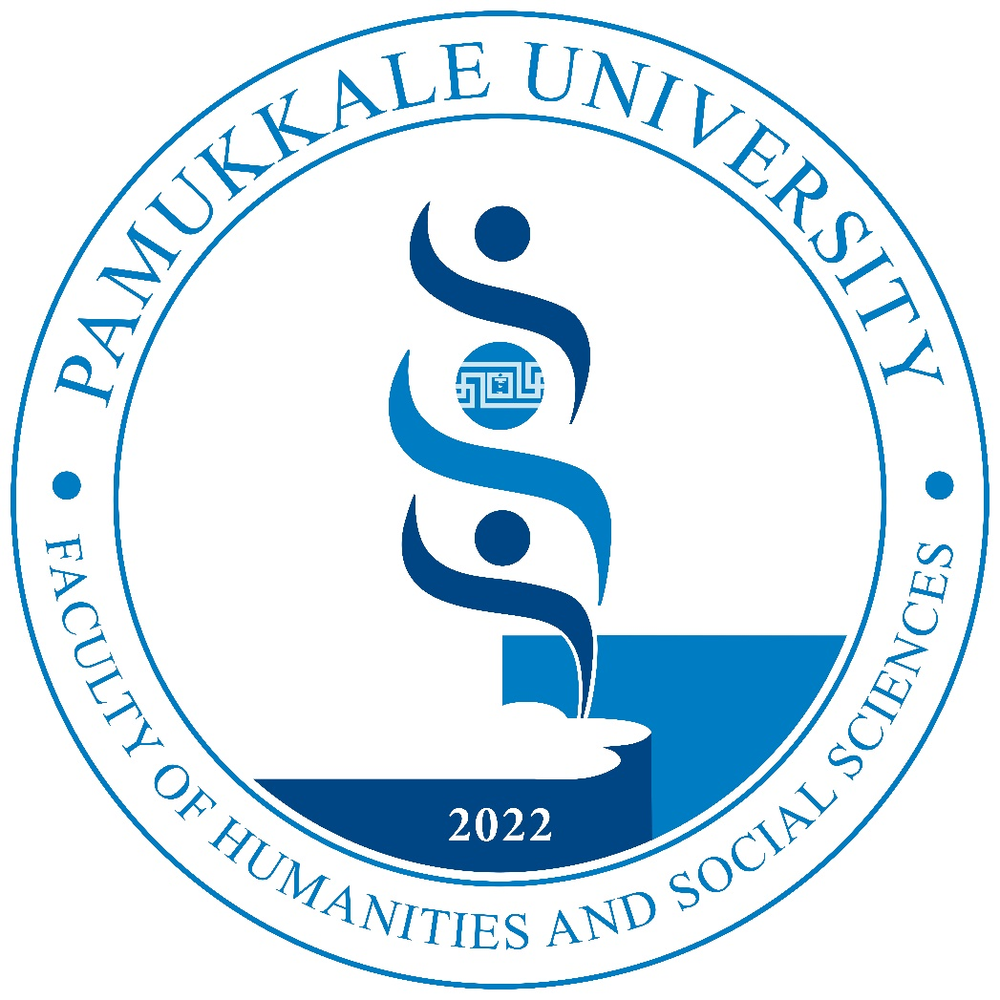 PAMUKKALE UNIVERSITY
FACULTY OF HUMANITIES AND SOCIAL SCIENCES
2022